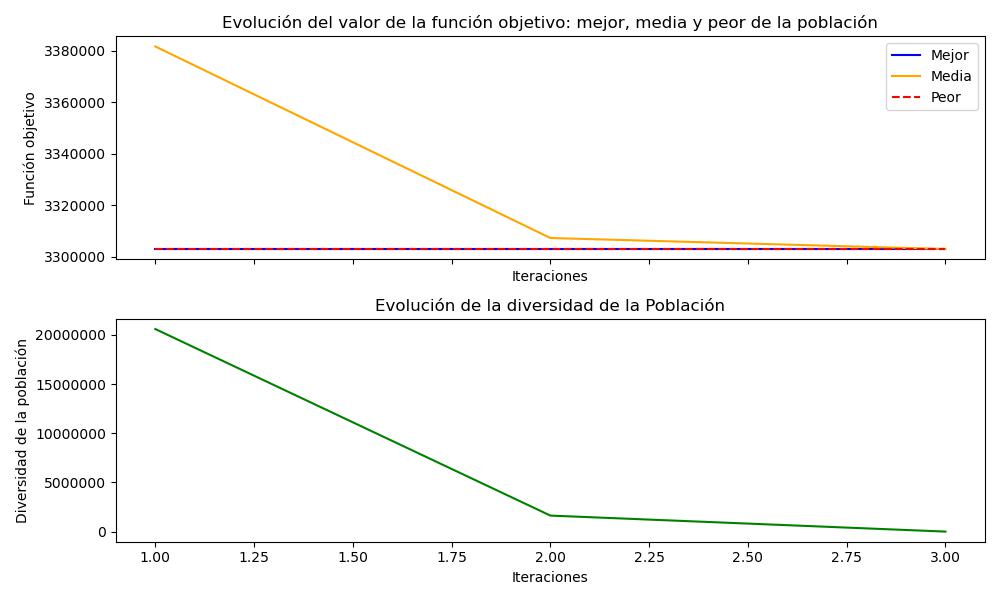 Evolución del valor de la función objetivo: mejor, media y peor de la población
3380000
3360000
3340000
3320000
3300000
Función objetivo
Mejor
Media
Peor
Iteraciones
Evolución de la diversidad de la Población
20000000
15000000
10000000
5000000
0
Diversidad de la población
1.00 1.25 1.50 1.75 2.00 2.25 2.50 2.75 3.00
Iteraciones